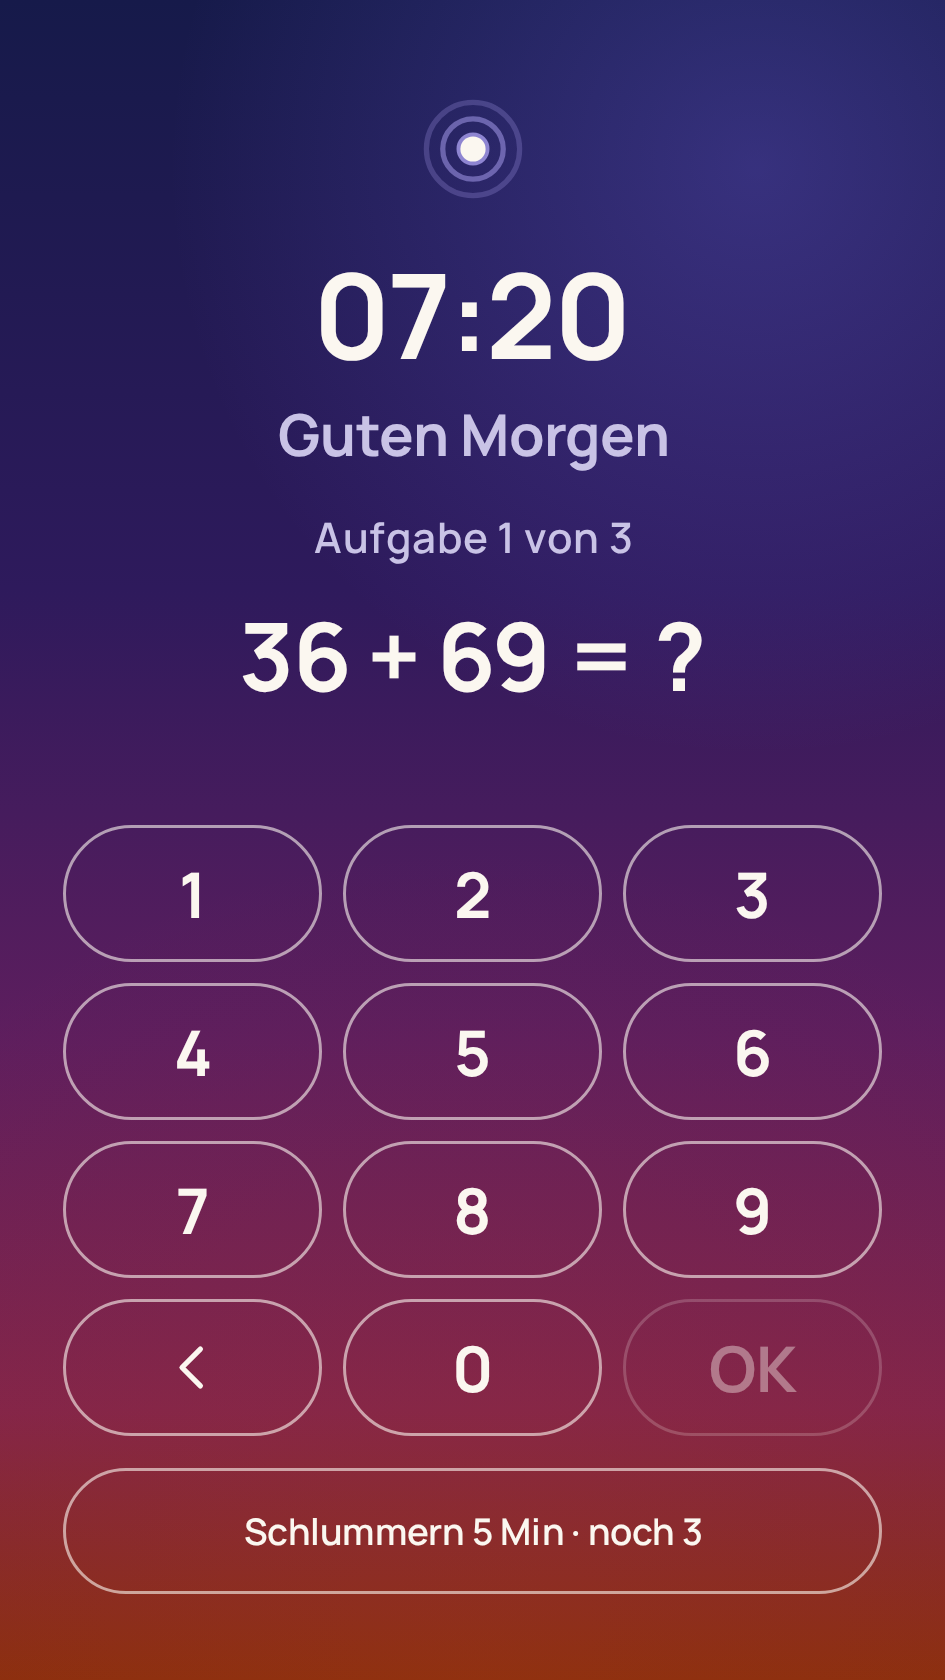 07:20
Guten Morgen
Aufgabe 1 von 3
36 + 69 = ?
1 2 3
4 5 6
7 8 9
0 OK
Schlummern 5 Min · noch 3